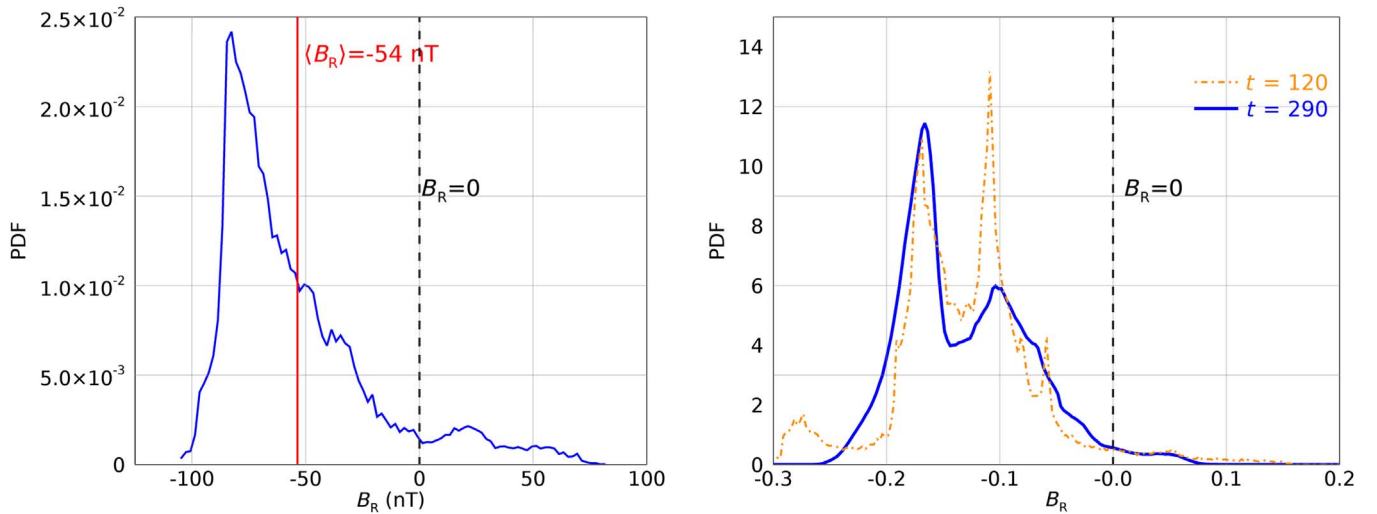 2.5×10⁻²
2.0×10⁻²
1.5×10⁻²
1.0×10⁻²
5.0×10⁻³
0
PDF
⟨B_R⟩=-54 nT
B_R=0
-100 -50 0 50 100
B_R (nT)
14
12
10
8
6
4
2
0
PDF
t = 120
t = 290
B_R=0
-0.3 -0.2 -0.1 -0.0 0.1 0.2
B_R